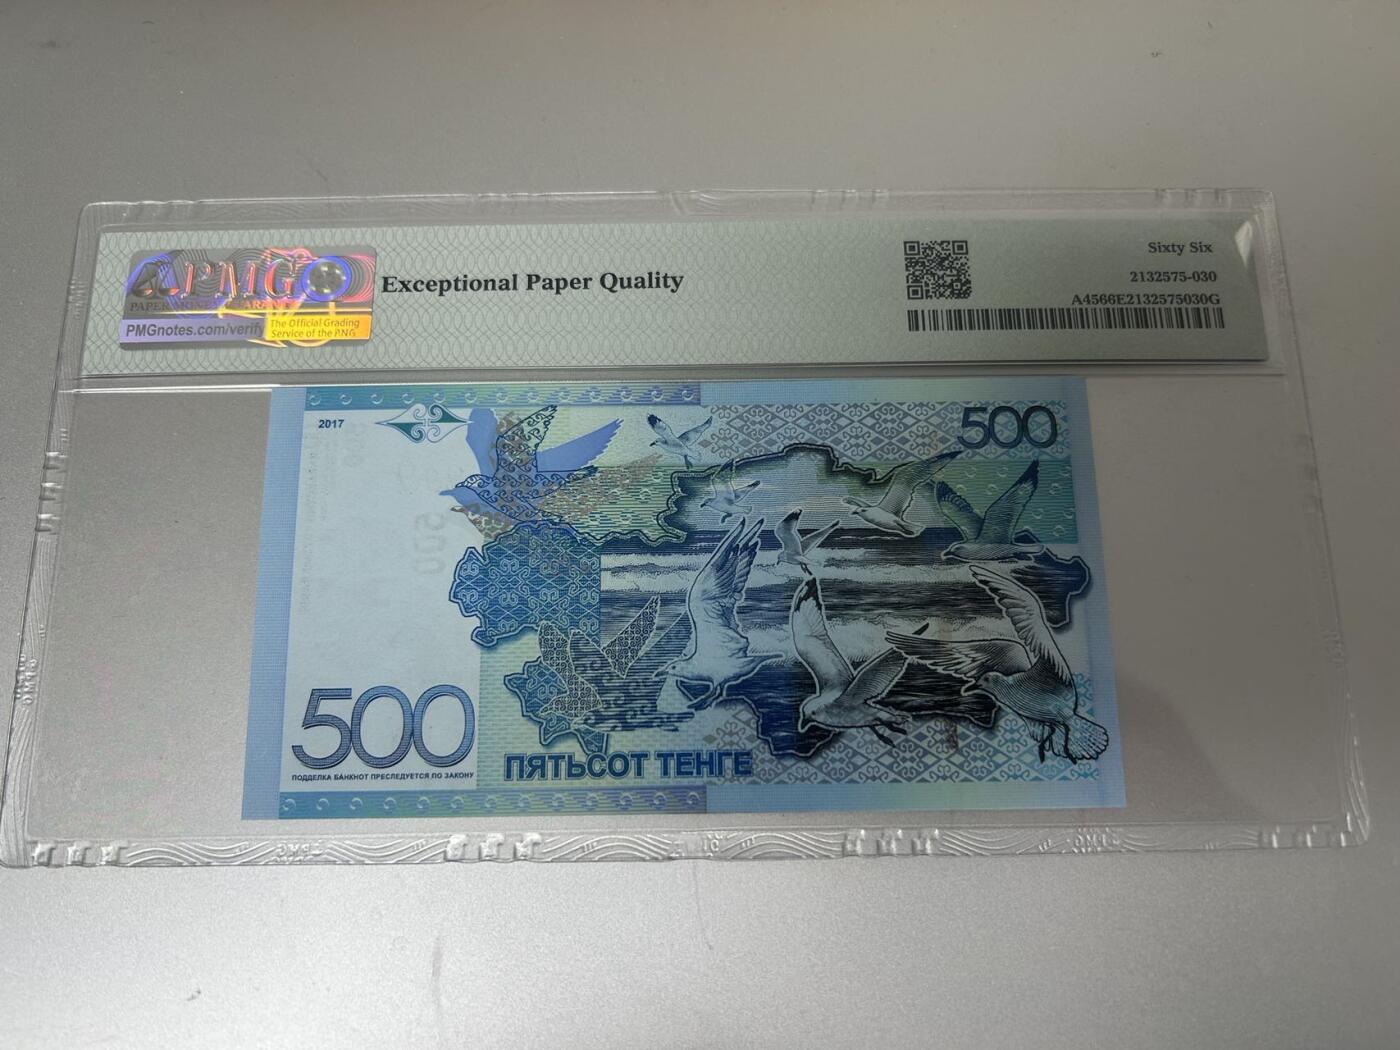 PMG
PAPER MONEY GUARANTY
PMGnotes.com/verify
The Official Grading
Service of the PNG
Exceptional Paper Quality
Sixty Six
2132575-030
A4566E2132575030G
2017
500
500
ПОДДЕЛКА БАНКНОТ ПРЕСЛЕДУЕТСЯ ПО ЗАКОНУ
ПЯТЬСОТ ТЕНГЕ